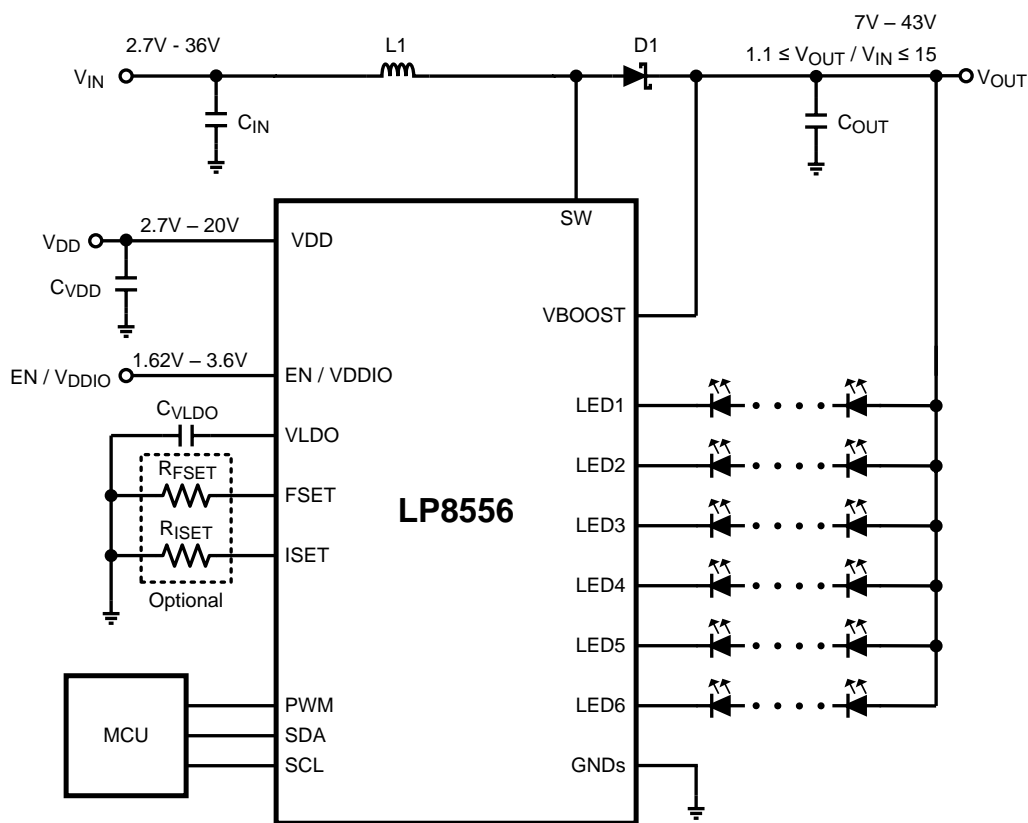 7V – 43V
2.7V - 36V
L1
D1
1.1 ≤ VOUT / VIN ≤ 15
VIN
VOUT
CIN
COUT
SW
2.7V – 20V
VDD
VDD
CVDD
VBOOST
1.62V – 3.6V
EN / VDDIO
EN / VDDIO
CVLDO
VLDO
LED1
RFSET
LED2
FSET
LP8556
LED3
RISET
ISET
LED4
Optional
LED5
MCU
PWM
LED6
SDA
SCL
GNDs